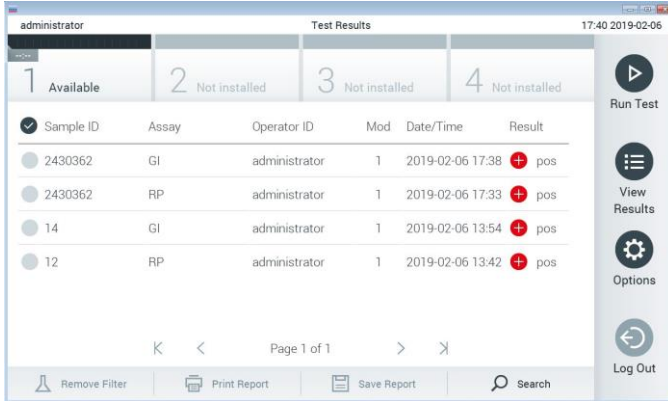 administrator Test Results 17:40 2019-02-06
--:--
1 Available 2 Not installed 3 Not installed 4 Not installed
Run Test
Sample ID Assay Operator ID Mod Date/Time Result
2430362 GI administrator 1 2019-02-06 17:38 pos
2430362 RP administrator 1 2019-02-06 17:33 pos
View
Results
14 GI administrator 1 2019-02-06 13:54 pos
12 RP administrator 1 2019-02-06 13:42 pos
Options
Page 1 of 1
Log Out
Remove Filter Print Report Save Report Search